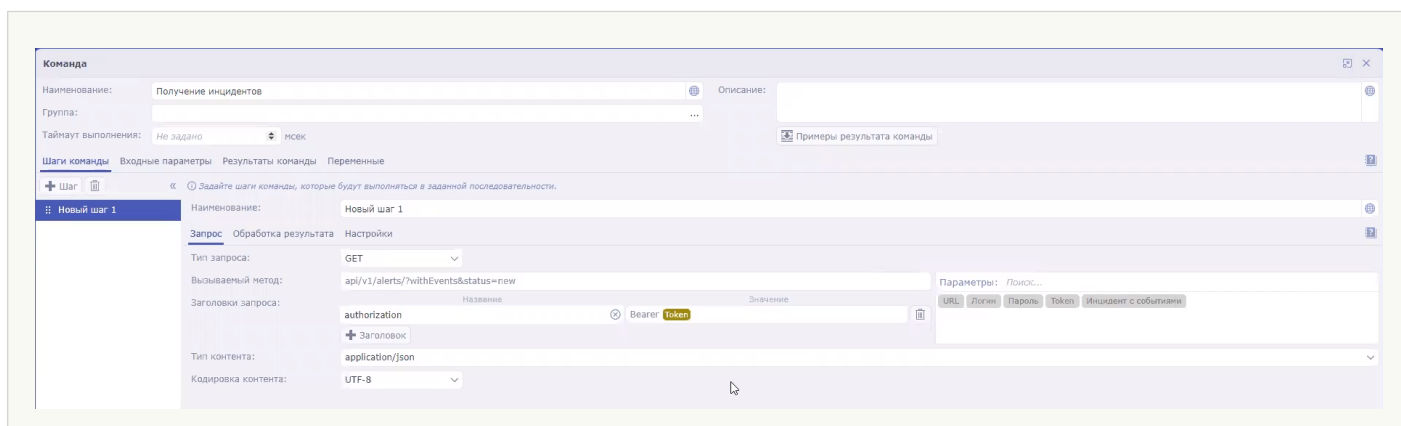 Команда
Наименование: Получение инцидентов Описание:
Группа: ...
Таймаут выполнения: Не задано мсек Примеры результата команды
Шаги команды Входные параметры Результаты команды Переменные
Шаг « Задайте шаги команды, которые будут выполняться в заданной последовательности.
Новый шаг 1 Наименование: Новый шаг 1
Запрос Обработка результата Настройки
Тип запроса: GET
Вызываемый метод: api/v1/alerts/?withEvents&status=new Параметры: Поиск...
Заголовки запроса: Название Значение URL Логин Пароль Token Инцидент с событиями
authorization Bearer Token
Заголовок
Тип контента: application/json
Кодировка контента: UTF-8